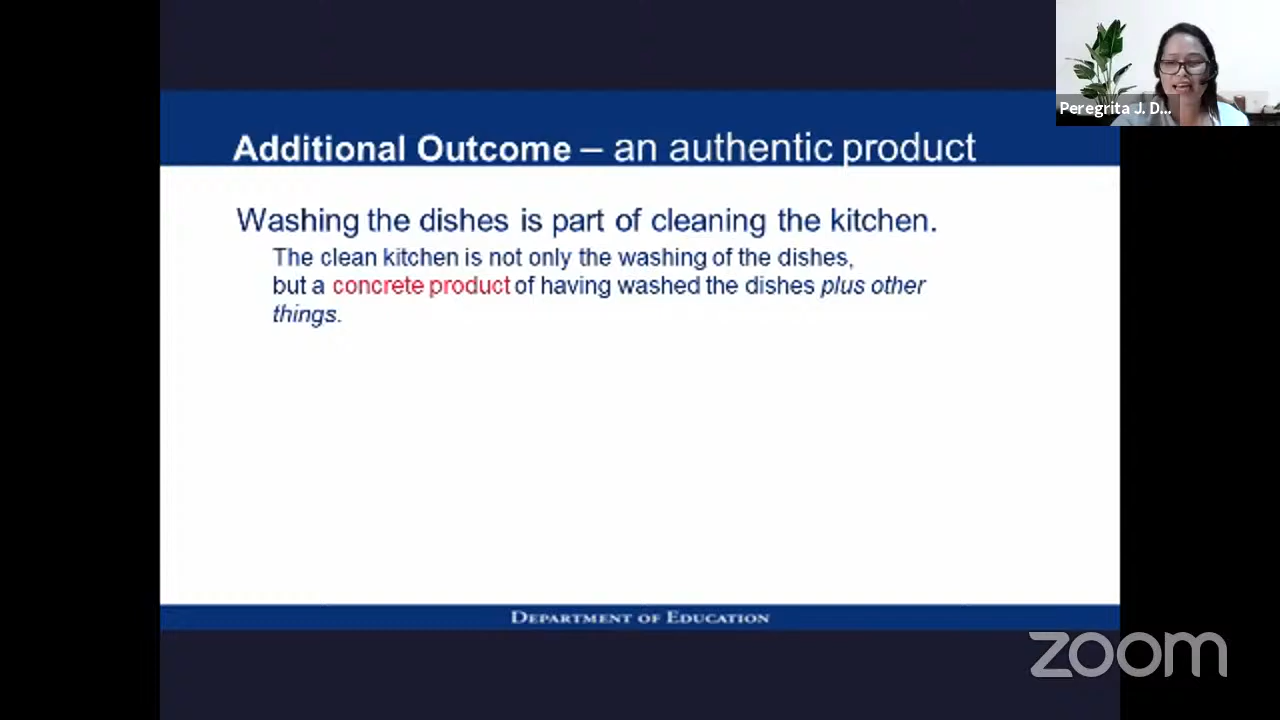 Peregrita J. D...
Additional Outcome – an authentic product
Washing the dishes is part of cleaning the kitchen.
The clean kitchen is not only the washing of the dishes,
but a concrete product of having washed the dishes plus other
things.
DEPARTMENT OF EDUCATION
zoom